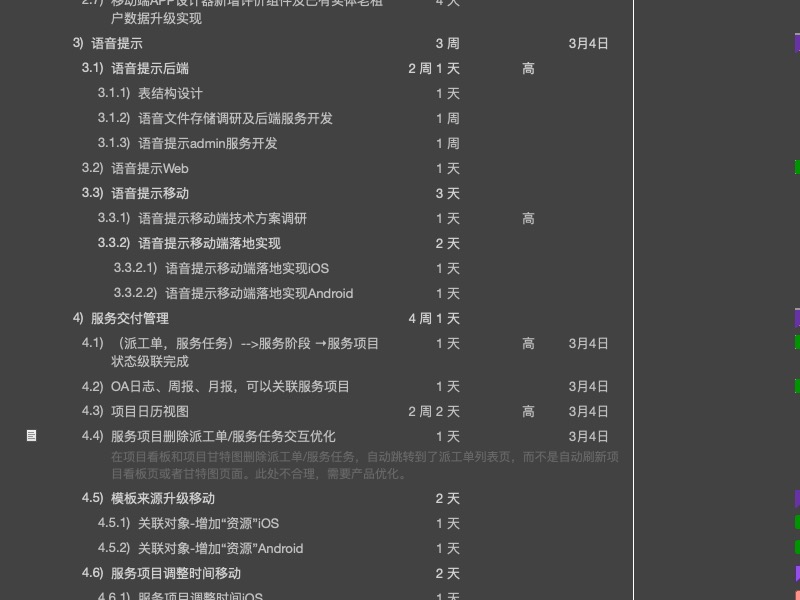 2.7) 移动端APP设计器新增评价组件及已有实体老租 4 天
户数据升级实现
3) 语音提示 3 周 3月4日
3.1) 语音提示后端 2 周 1 天 高
3.1.1) 表结构设计 1 天
3.1.2) 语音文件存储调研及后端服务开发 1 周
3.1.3) 语音提示admin服务开发 1 周
3.2) 语音提示Web 1 天
3.3) 语音提示移动 3 天
3.3.1) 语音提示移动端技术方案调研 1 天 高
3.3.2) 语音提示移动端落地实现 2 天
3.3.2.1) 语音提示移动端落地实现iOS 1 天
3.3.2.2) 语音提示移动端落地实现Android 1 天
4) 服务交付管理 4 周 1 天
4.1) （派工单，服务任务）-->服务阶段 →服务项目 1 天 高 3月4日
状态级联完成
4.2) OA日志、周报、月报，可以关联服务项目 1 天 3月4日
4.3) 项目日历视图 2 周 2 天 高 3月4日
4.4) 服务项目删除派工单/服务任务交互优化 1 天 3月4日
在项目看板和项目甘特图删除派工单/服务任务，自动跳转到了派工单列表页，而不是自动刷新项
目看板页或者甘特图页面。此处不合理，需要产品优化。
4.5) 模板来源升级移动 2 天
4.5.1) 关联对象-增加“资源”iOS 1 天
4.5.2) 关联对象-增加“资源”Android 1 天
4.6) 服务项目调整时间移动 2 天
4.6.1) 服务项目调整时间iOS 1 天